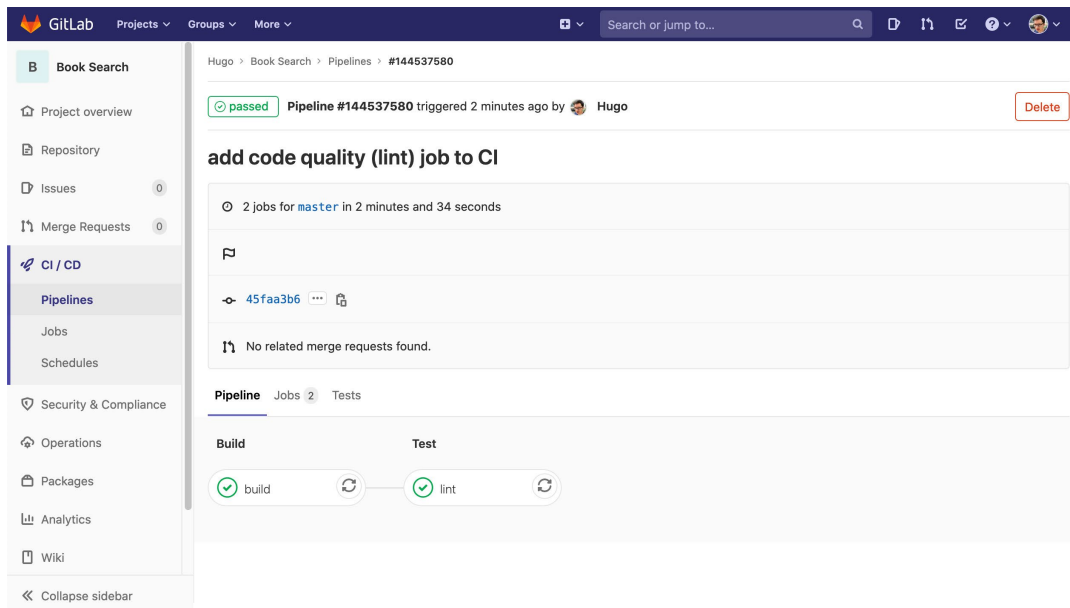 GitLab Projects Groups More Search or jump to...
B Book Search
Project overview
Repository
Issues 0
Merge Requests 0
CI / CD
Pipelines
Jobs
Schedules
Security & Compliance
Operations
Packages
Analytics
Wiki
Collapse sidebar
Hugo > Book Search > Pipelines > #144537580
passed Pipeline #144537580 triggered 2 minutes ago by Hugo Delete
add code quality (lint) job to CI
2 jobs for master in 2 minutes and 34 seconds
45faa3b6 ...
No related merge requests found.
Pipeline Jobs 2 Tests
Build Test
build lint